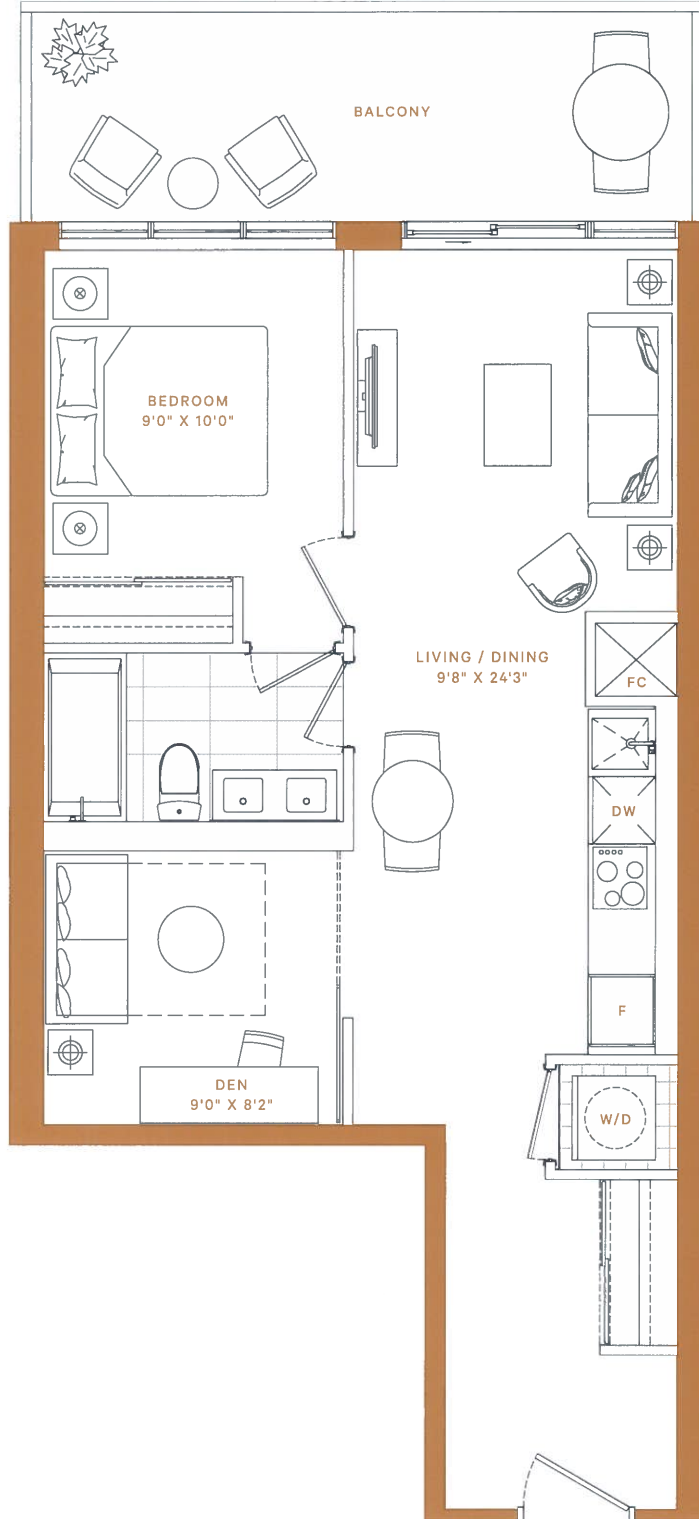 BALCONY
BEDROOM
9'0" X 10'0"
LIVING / DINING
9'8" X 24'3"
FC
DW
F
DEN
9'0" X 8'2"
W/D